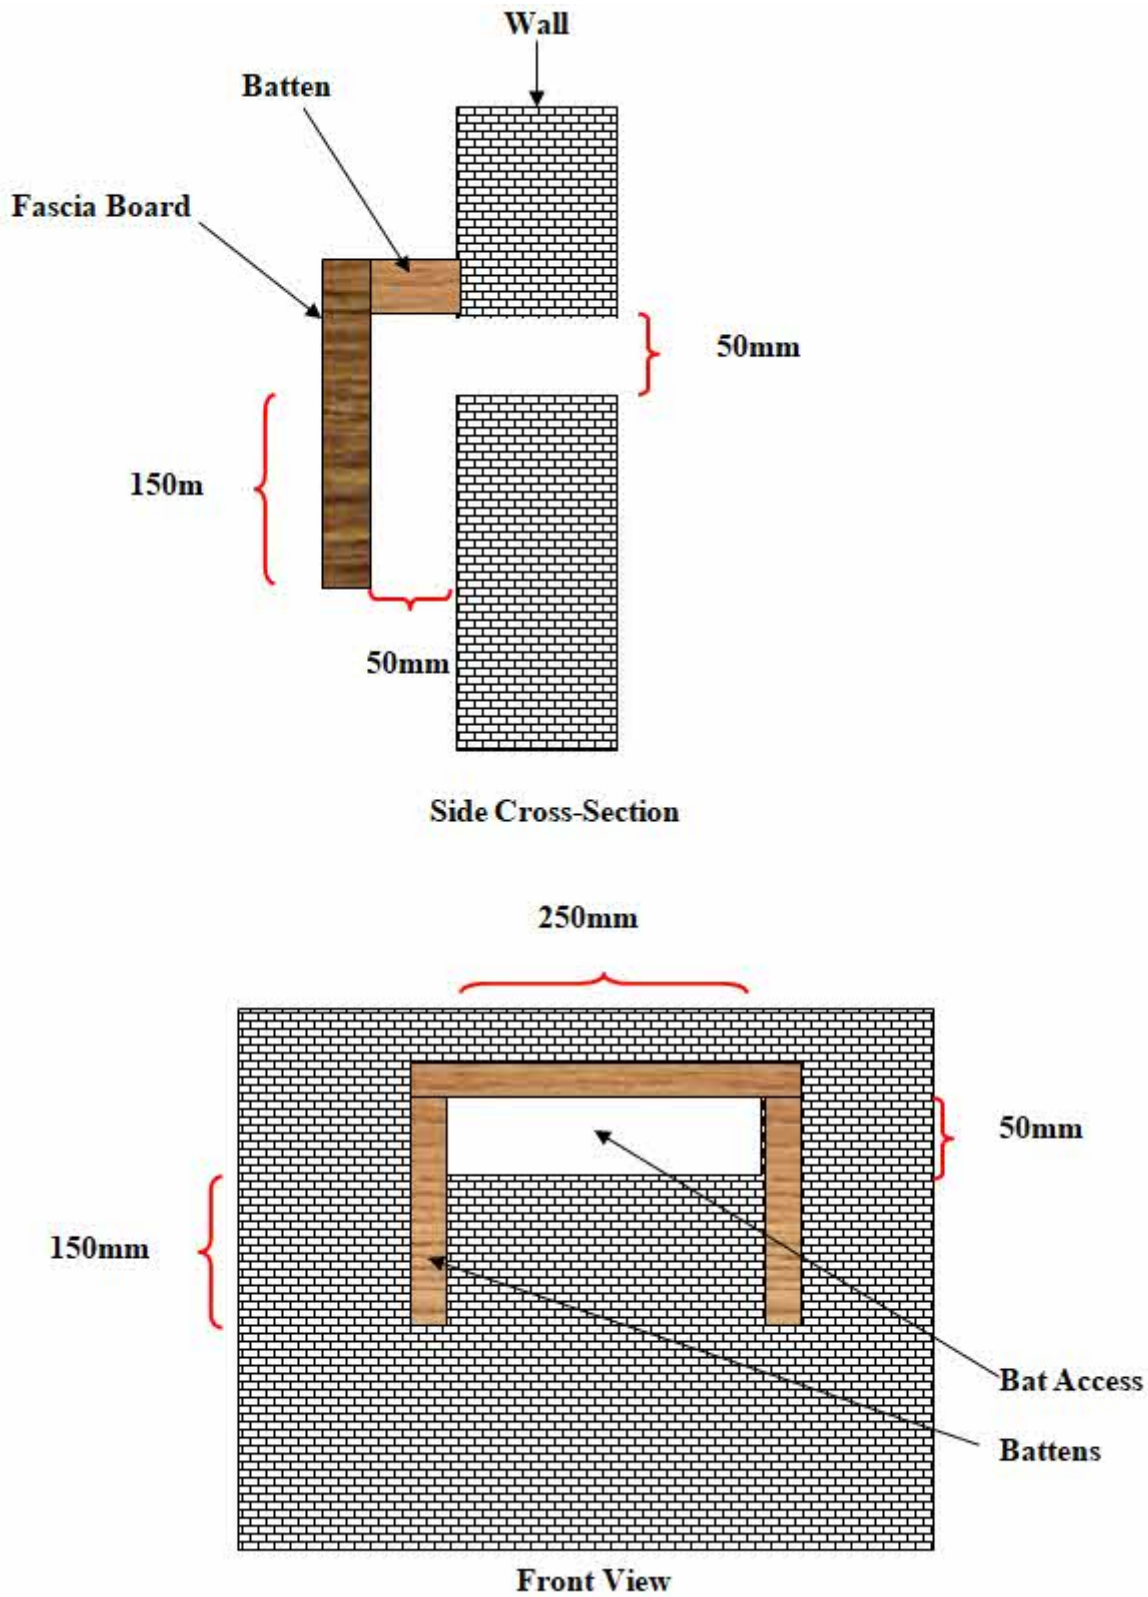 Wall
Batten
Fascia Board
50mm
150m
50mm
Side Cross-Section
250mm
50mm
150mm
Bat Access
Battens
Front View